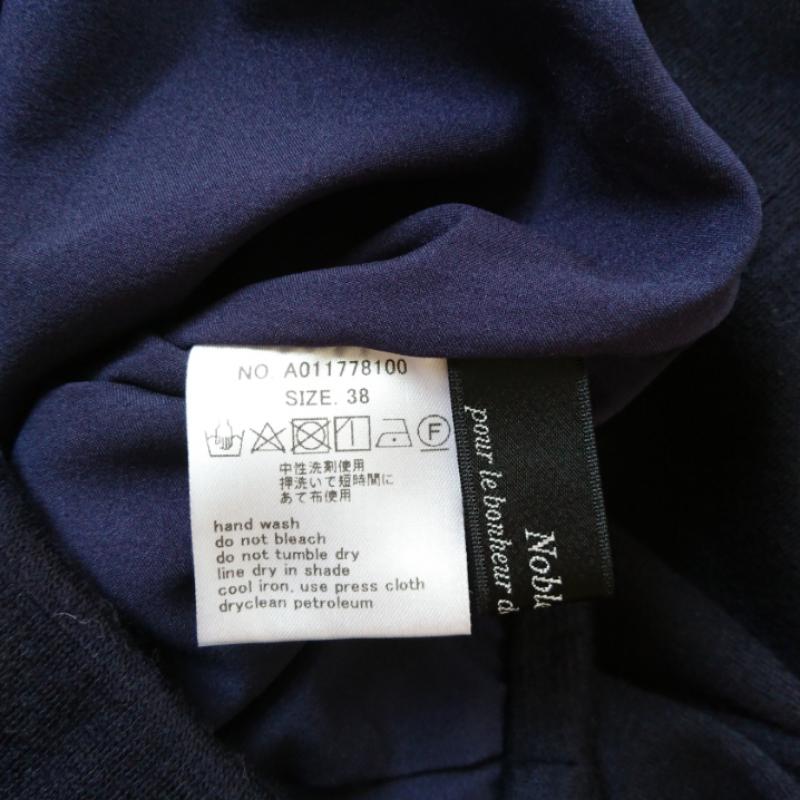 NO. A011778100
SIZE. 38
F
中性洗剤使用
押洗いで短時間に
あて布使用
hand wash
do not bleach
do not tumble dry
line dry in shade
cool iron. use press cloth
dryclean petroleum
pour le bonheur d
Nobl